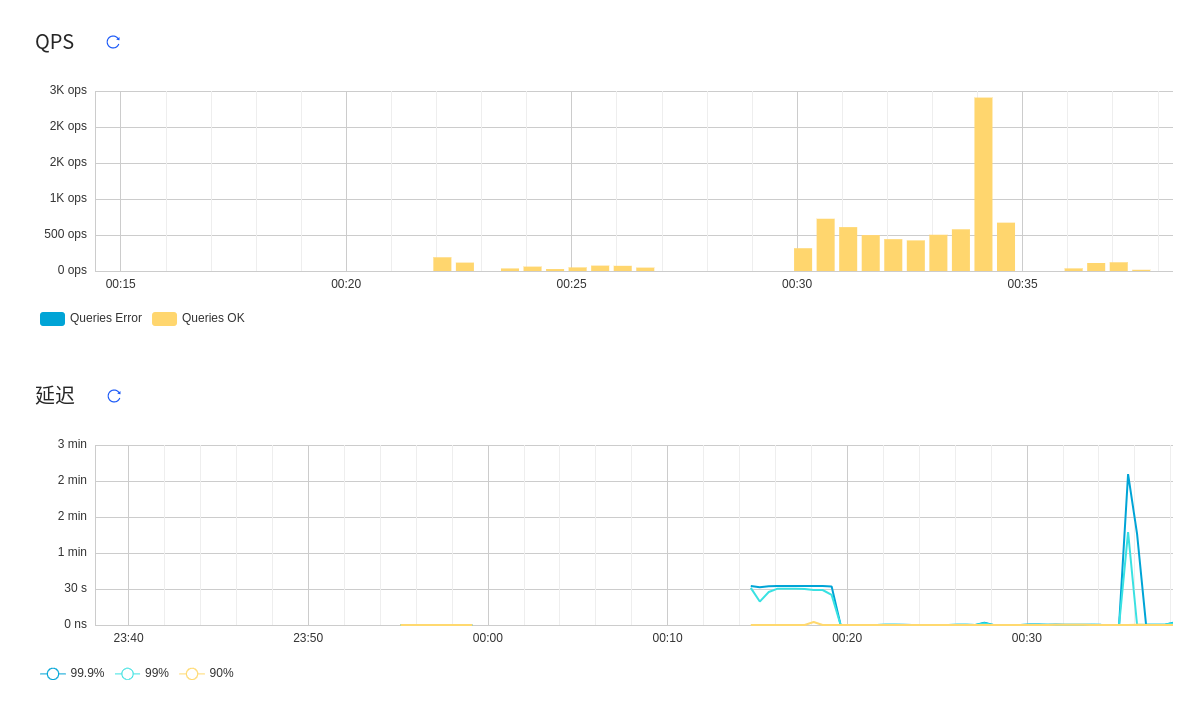 QPS
3K ops
2K ops
2K ops
1K ops
500 ops
0 ops
00:15 00:20 00:25 00:30 00:35
Queries Error Queries OK
延迟
3 min
2 min
2 min
1 min
30 s
0 ns
23:40 23:50 00:00 00:10 00:20 00:30
99.9% 99% 90%